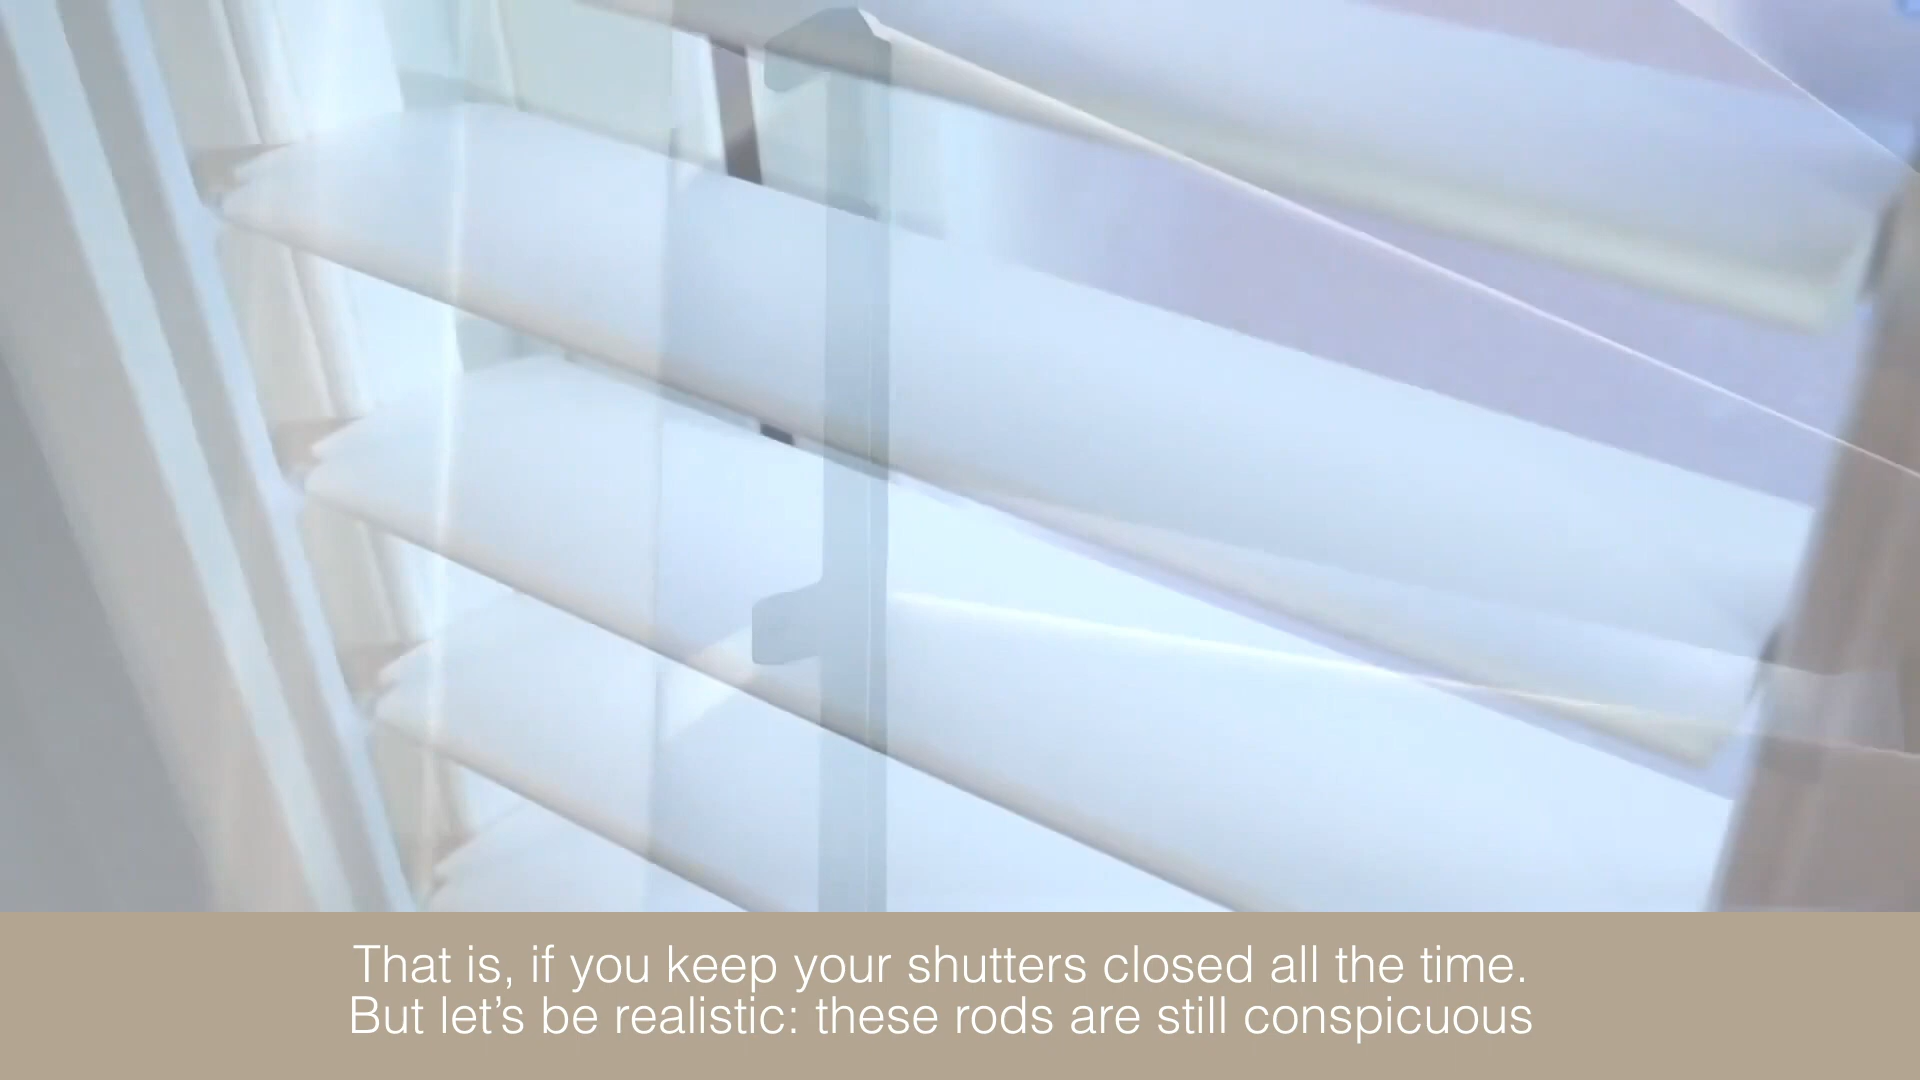 That is, if you keep your shutters closed all the time.
But let’s be realistic: these rods are still conspicuous